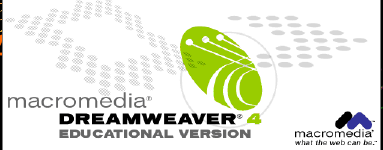 macromedia®
DREAMWEAVER® 4
EDUCATIONAL VERSION
macromedia®
what the web can be.™